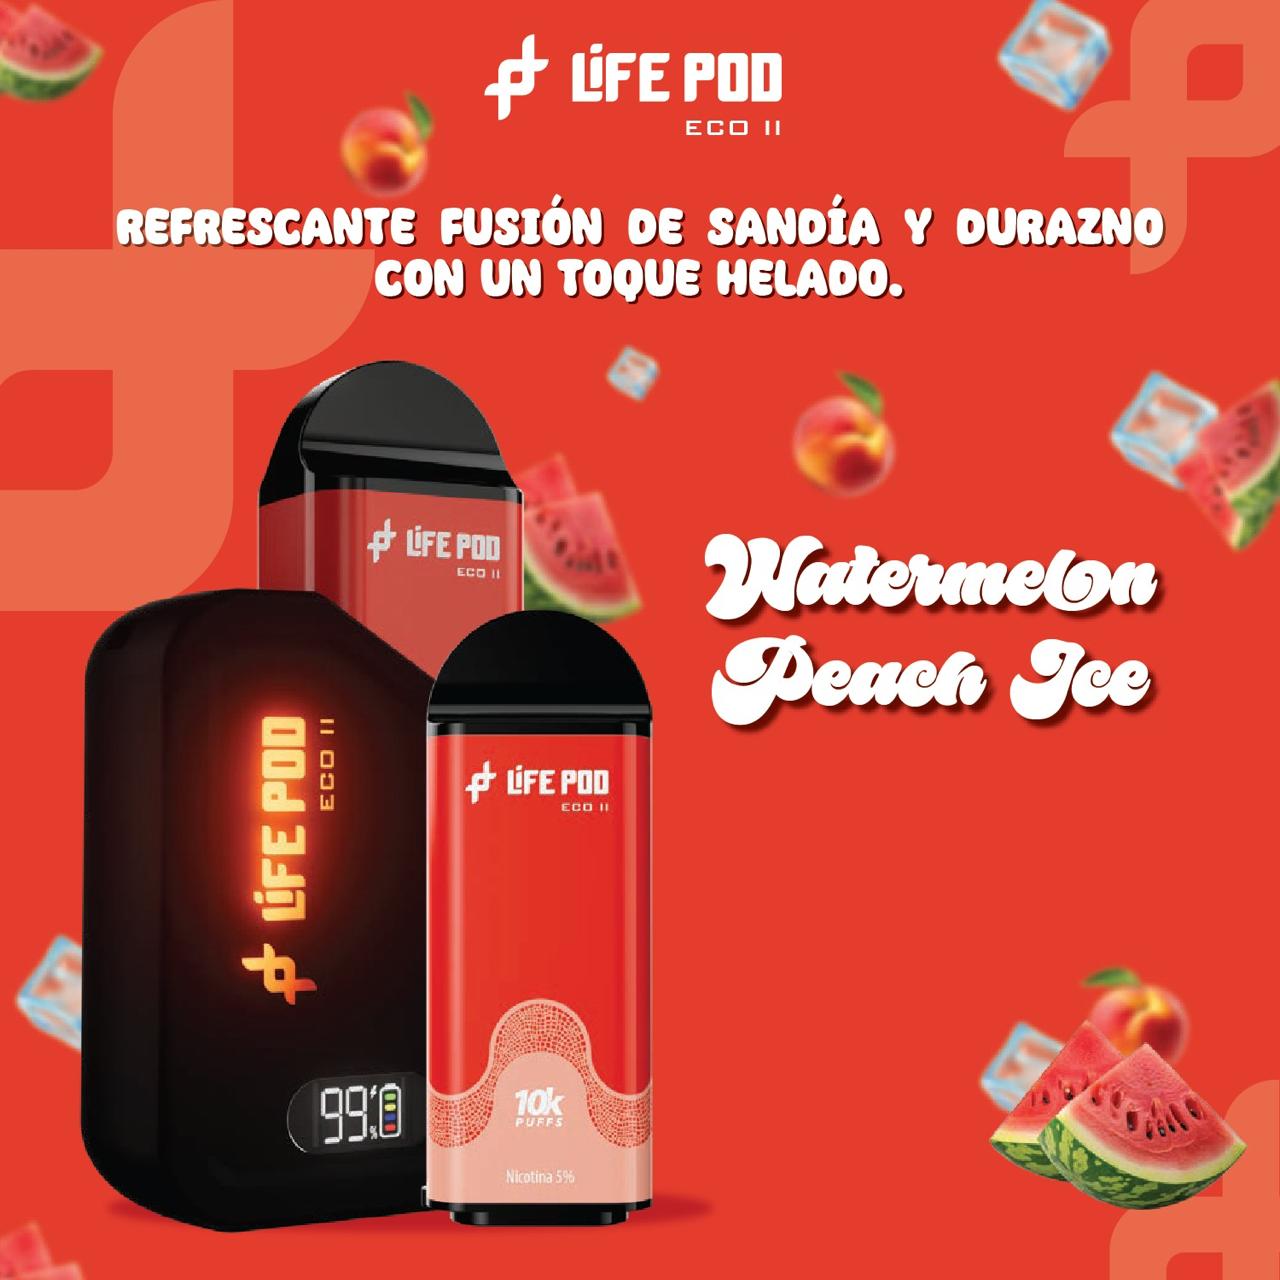 LiFE POD
ECO II
REFRESCANTE FUSIÓN DE SANDÍA Y DURAZNO
CON UN TOQUE HELADO.
LiFE POD
ECO II
Watermelon
Peach Ice
LiFE POD
ECO II
LiFE POD
ECO II
99%
10k
PUFFS
Nicotina 5%